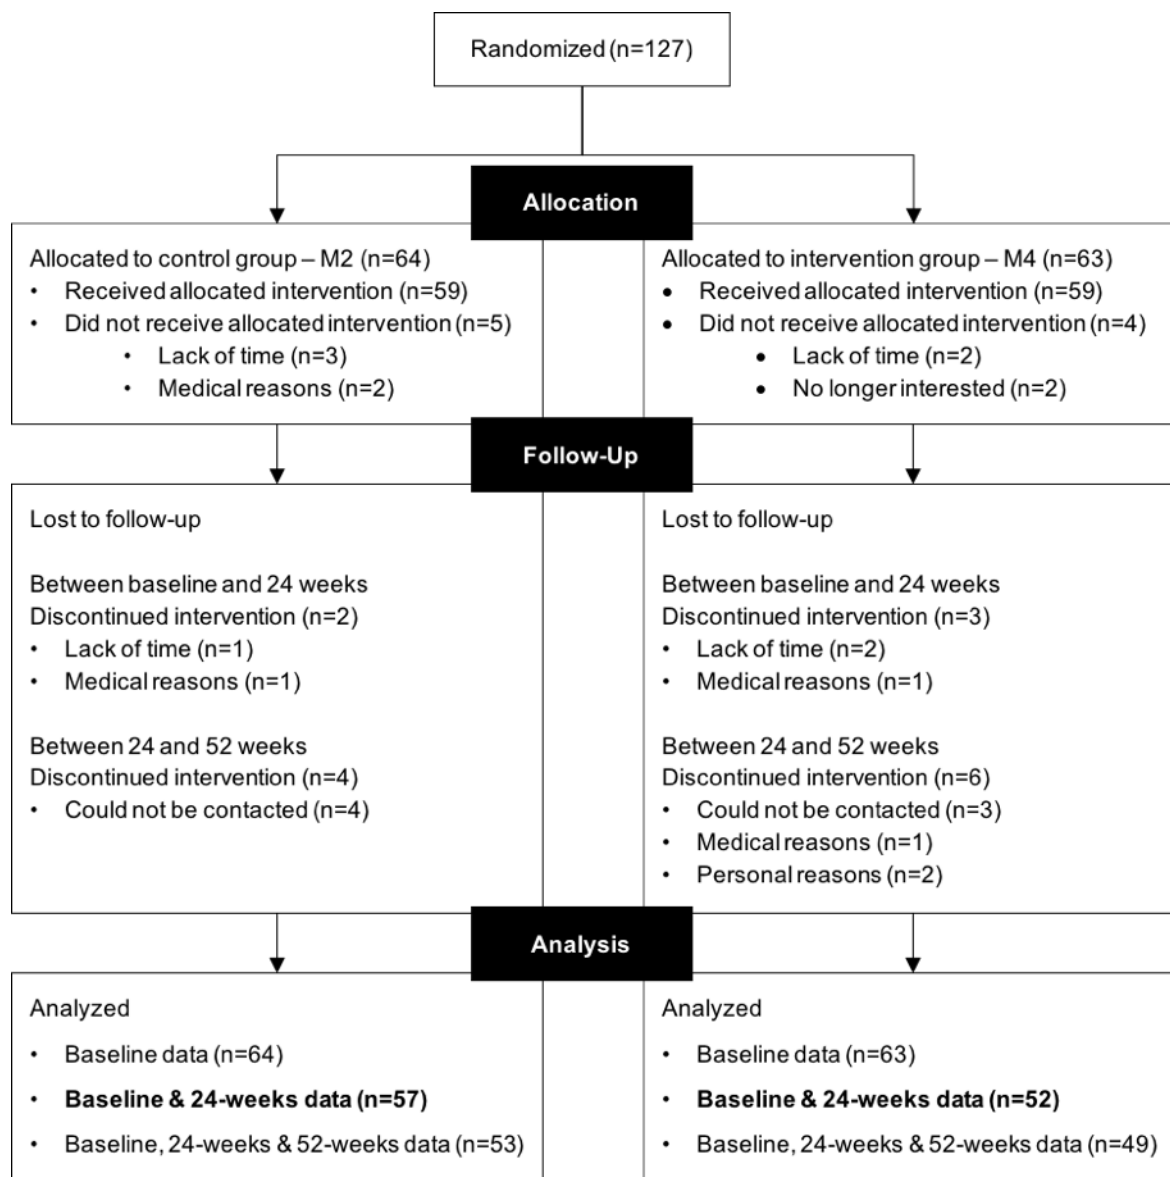 Randomized (n=127)
Allocation
Allocated to control group – M2 (n=64)
• Received allocated intervention (n=59)
• Did not receive allocated intervention (n=5)
• Lack of time (n=3)
• Medical reasons (n=2)
Allocated to intervention group – M4 (n=63)
• Received allocated intervention (n=59)
• Did not receive allocated intervention (n=4)
• Lack of time (n=2)
• No longer interested (n=2)
Follow-Up
Lost to follow-up
Between baseline and 24 weeks
Discontinued intervention (n=2)
• Lack of time (n=1)
• Medical reasons (n=1)
Between 24 and 52 weeks
Discontinued intervention (n=4)
• Could not be contacted (n=4)
Lost to follow-up
Between baseline and 24 weeks
Discontinued intervention (n=3)
• Lack of time (n=2)
• Medical reasons (n=1)
Between 24 and 52 weeks
Discontinued intervention (n=6)
• Could not be contacted (n=3)
• Medical reasons (n=1)
• Personal reasons (n=2)
Analysis
Analyzed
• Baseline data (n=64)
• Baseline & 24-weeks data (n=57)
• Baseline, 24-weeks & 52-weeks data (n=53)
Analyzed
• Baseline data (n=63)
• Baseline & 24-weeks data (n=52)
• Baseline, 24-weeks & 52-weeks data (n=49)